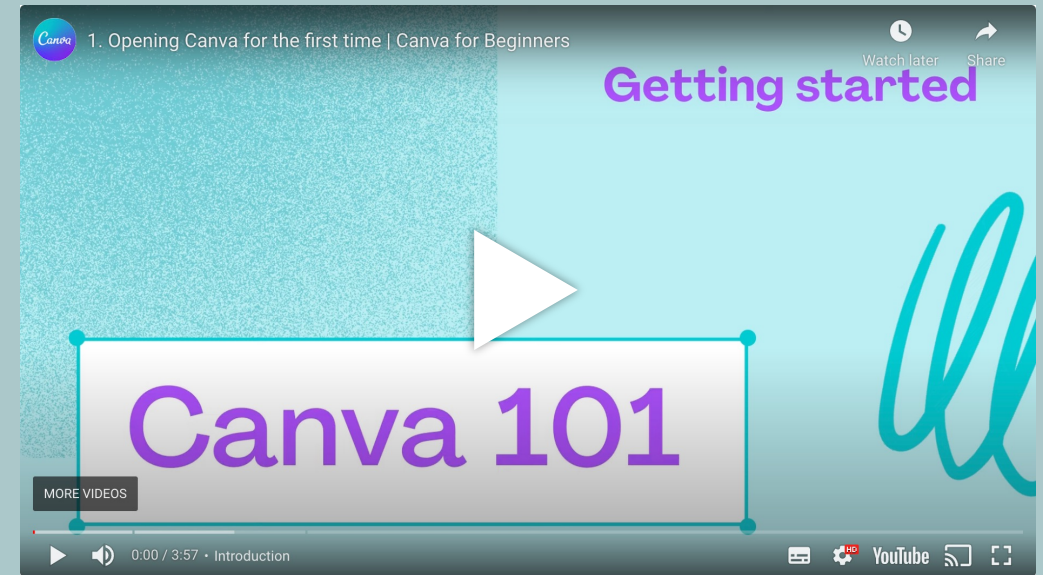 Canva
1. Opening Canva for the first time | Canva for Beginners
Watch later
Share
Getting started
Canva 101
MORE VIDEOS
0:00 / 3:57 • Introduction
HD
YouTube